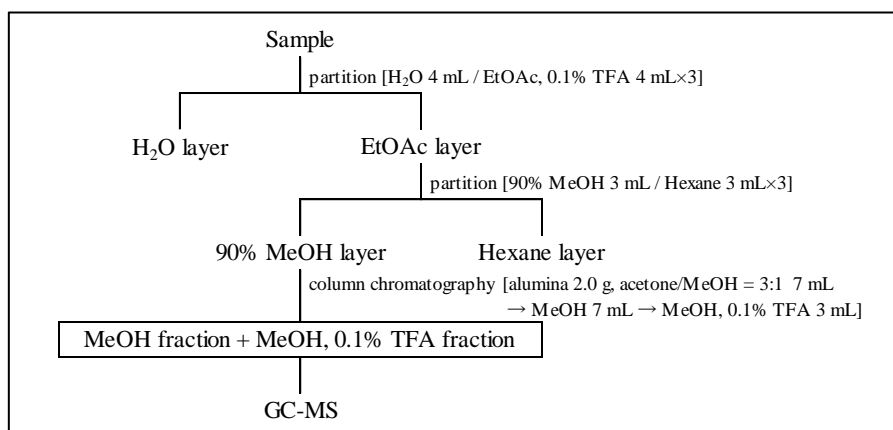 Sample
partition [H₂O 4 mL / EtOAc, 0.1% TFA 4 mL×3]
H₂O layer
EtOAc layer
partition [90% MeOH 3 mL / Hexane 3 mL×3]
90% MeOH layer
Hexane layer
column chromatography [alumina 2.0 g, acetone/MeOH = 3:1 7 mL
→ MeOH 7 mL → MeOH, 0.1% TFA 3 mL]
MeOH fraction + MeOH, 0.1% TFA fraction
GC-MS